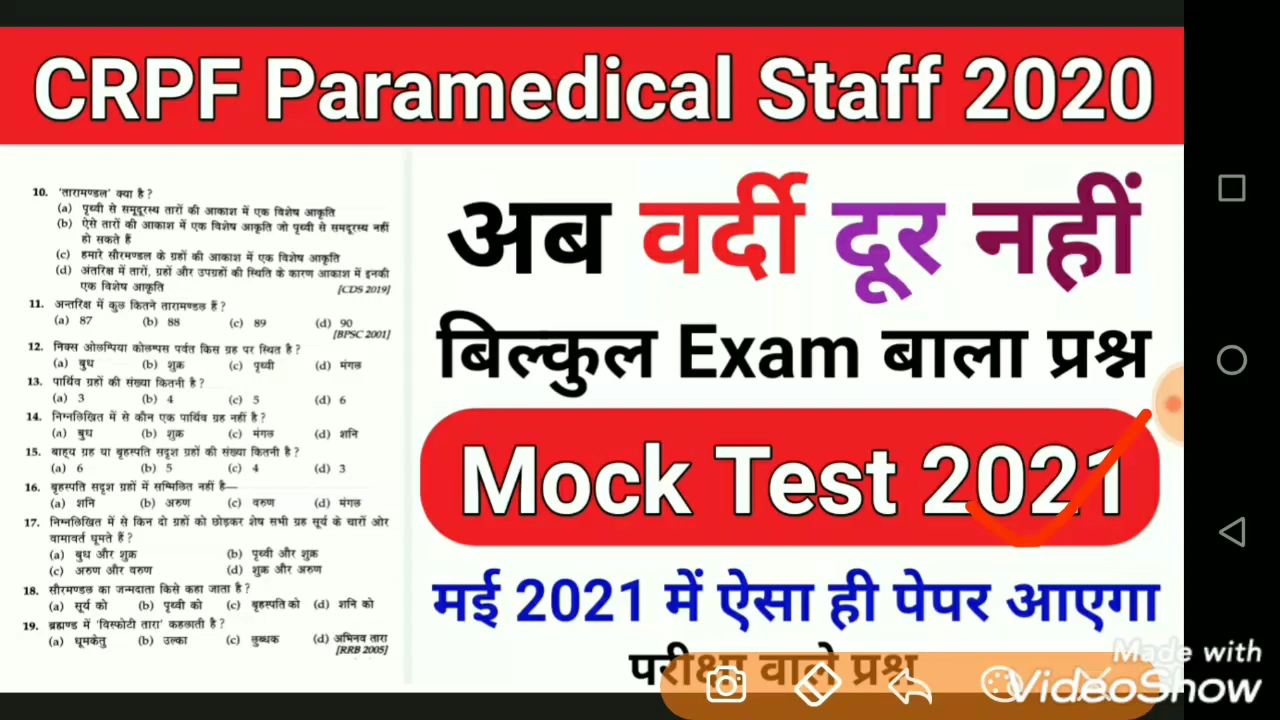 CRPF Paramedical Staff 2020
10. 'तारामण्डल' क्या है?
(a) पृथ्वी से समदूरस्थ तारों की आकाश में एक विशेष आकृति
(b) ऐसे तारों की आकाश में एक विशेष आकृति जो पृथ्वी से समदूरस्थ नहीं
हो सकते हैं
(c) हमारे सौरमण्डल के ग्रहों की आकाश में एक विशेष आकृति
(d) अंतरिक्ष में तारों, ग्रहों और उपग्रहों की स्थिति के कारण आकाश में इनकी
एक विशेष आकृति [CDS 2019]
11. अन्तरिक्ष में कुल कितने तारामण्डल हैं?
(a) 87 (b) 88 (c) 89 (d) 90
[BPSC 2001]
12. निक्स ओलम्पिया कोलम्पस पर्वत किस ग्रह पर स्थित है?
(a) बुध (b) शुक्र (c) पृथ्वी (d) मंगल
13. पार्थिव ग्रहों की संख्या कितनी है?
(a) 3 (b) 4 (c) 5 (d) 6
14. निम्नलिखित में से कौन एक पार्थिव ग्रह नहीं है?
(a) बुध (b) शुक्र (c) मंगल (d) शनि
15. बाह्य ग्रह या बृहस्पति सदृश ग्रहों की संख्या कितनी है?
(a) 6 (b) 5 (c) 4 (d) 3
16. बृहस्पति सदृश ग्रहों में सम्मिलित नहीं है—
(a) शनि (b) अरुण (c) वरुण (d) मंगल
17. निम्नलिखित में से किन दो ग्रहों को छोड़कर शेष सभी ग्रह सूर्य के चारों ओर
वामावर्त घूमते हैं?
(a) बुध और शुक्र (b) पृथ्वी और शुक्र
(c) अरुण और वरुण (d) शुक्र और अरुण
18. सौरमण्डल का जन्मदाता किसे कहा जाता है?
(a) सूर्य को (b) पृथ्वी को (c) बृहस्पति को (d) शनि को
19. ब्रह्मण्ड में 'विस्फोटी तारा' कहलाती है?
(a) धूमकेतु (b) उल्का (c) लुब्धक (d) अभिनव तारा
[RRB 2005]
अब वर्दी दूर नहीं
बिल्कुल Exam बाला प्रश्न
Mock Test 2021
मई 2021 में ऐसा ही पेपर आएगा
परीक्षा वाले प्रश्न
Made with
VideoShow